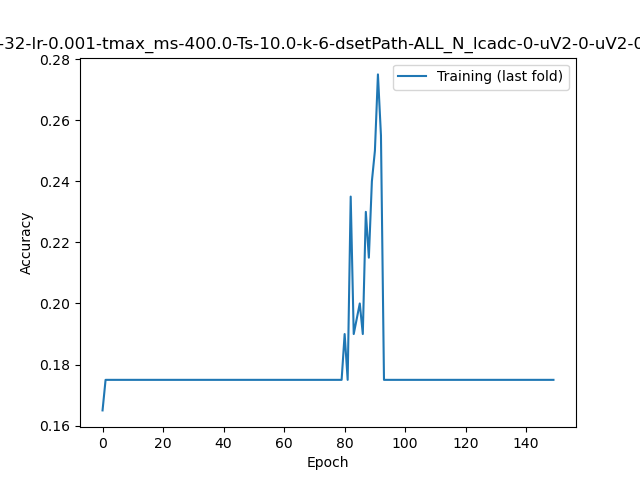 -32-lr-0.001-tmax_ms-400.0-Ts-10.0-k-6-dsetPath-ALL_N_lcadc-0-uV2-0-uV2-0
Training (last fold)
0.28
0.26
0.24
0.22
0.20
0.18
0.16
Accuracy
0 20 40 60 80 100 120 140
Epoch